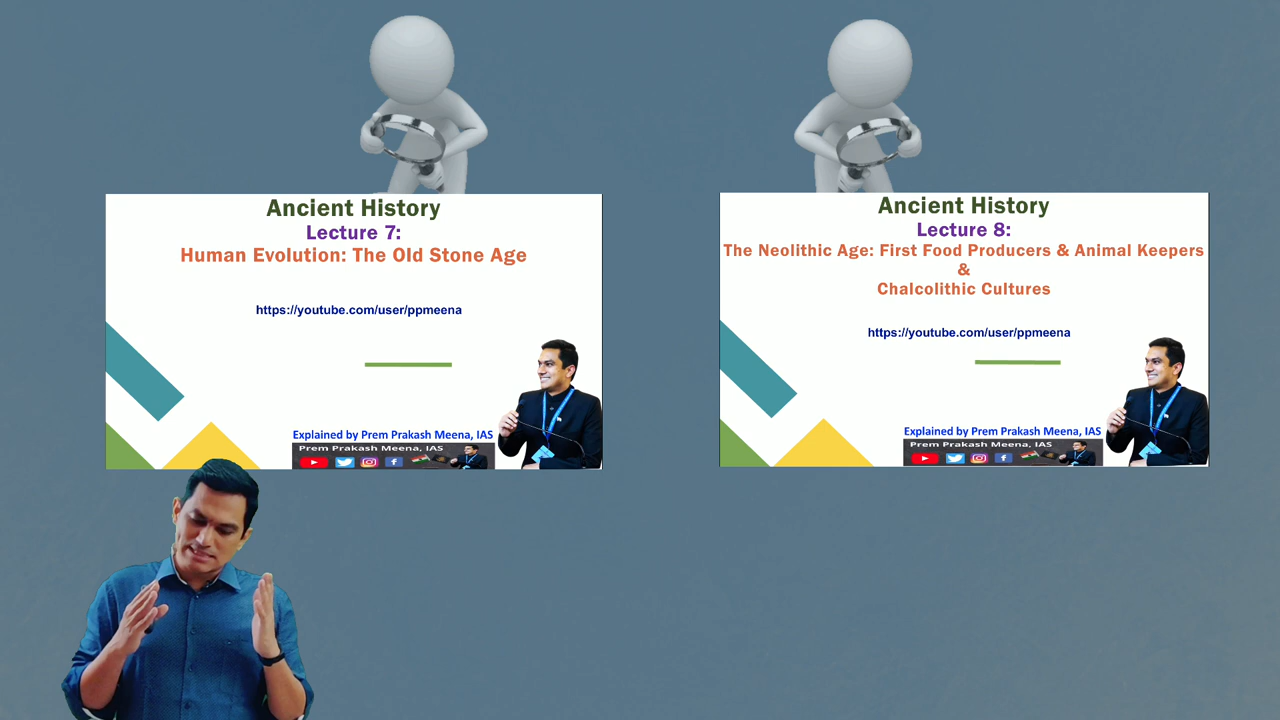 Ancient History
Lecture 7:
Human Evolution: The Old Stone Age
https://youtube.com/user/ppmeena
Explained by Prem Prakash Meena, IAS
Prem Prakash Meena, IAS
Ancient History
Lecture 8:
The Neolithic Age: First Food Producers & Animal Keepers
&
Chalcolithic Cultures
https://youtube.com/user/ppmeena
Explained by Prem Prakash Meena, IAS
Prem Prakash Meena, IAS